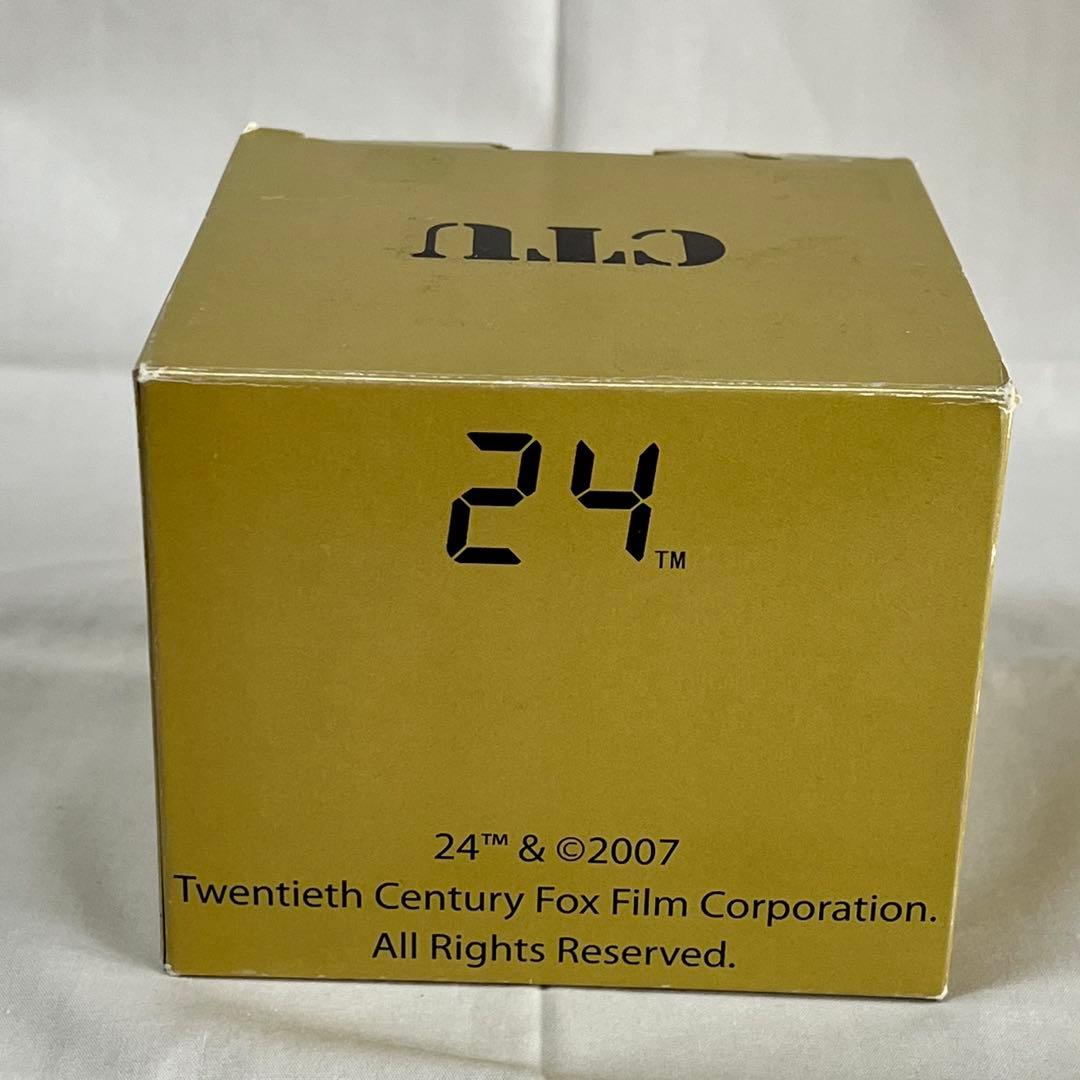 CTU
24™
24™ & ©2007
Twentieth Century Fox Film Corporation.
All Rights Reserved.